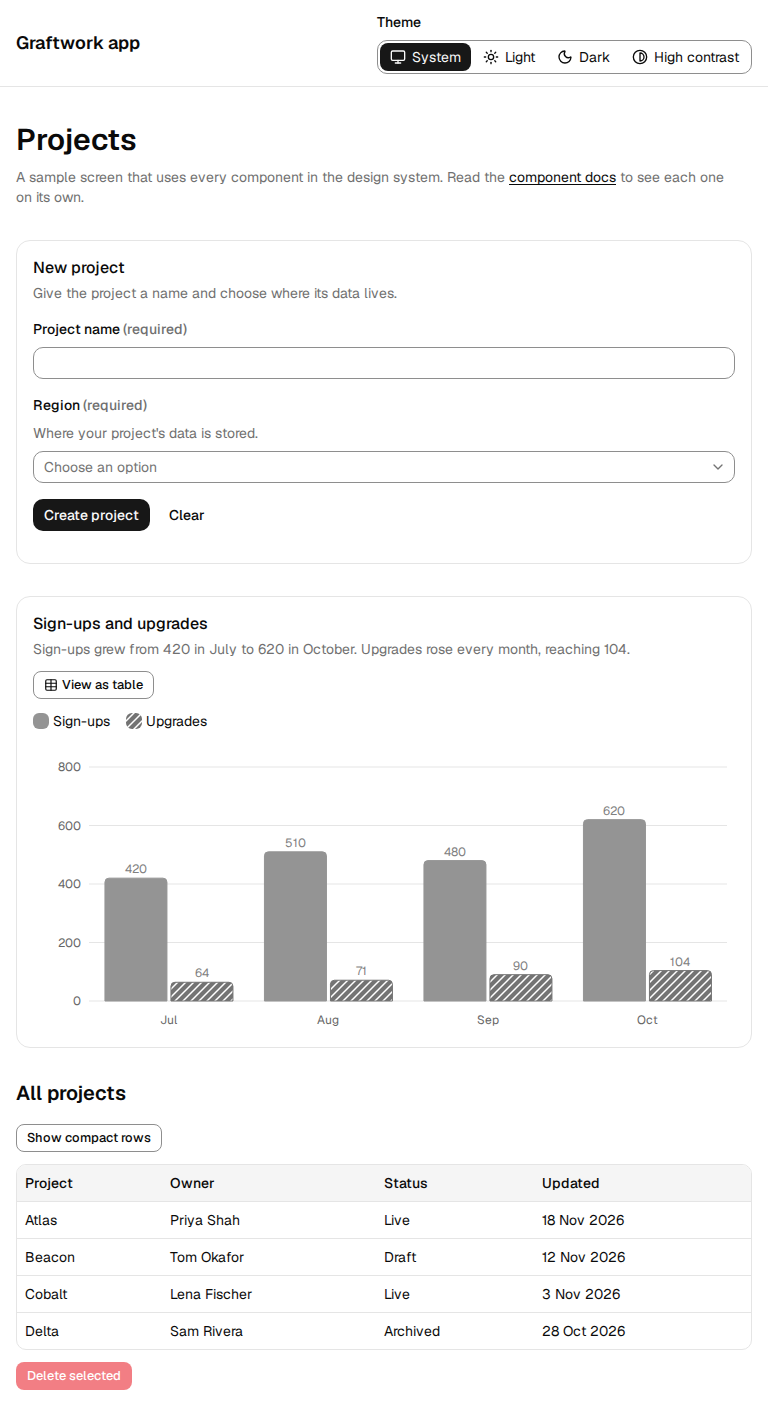 Graftwork app
Theme
System Light Dark High contrast
Projects
A sample screen that uses every component in the design system. Read the component docs to see each one
on its own.
New project
Give the project a name and choose where its data lives.
Project name (required)
Region (required)
Where your project's data is stored.
Choose an option
Create project Clear
Sign-ups and upgrades
Sign-ups grew from 420 in July to 620 in October. Upgrades rose every month, reaching 104.
View as table
Sign-ups Upgrades
800
600
400
200
0
420 64 510 71 480 90 620 104
Jul Aug Sep Oct
All projects
Show compact rows
Project Owner Status Updated
Atlas Priya Shah Live 18 Nov 2026
Beacon Tom Okafor Draft 12 Nov 2026
Cobalt Lena Fischer Live 3 Nov 2026
Delta Sam Rivera Archived 28 Oct 2026
Delete selected